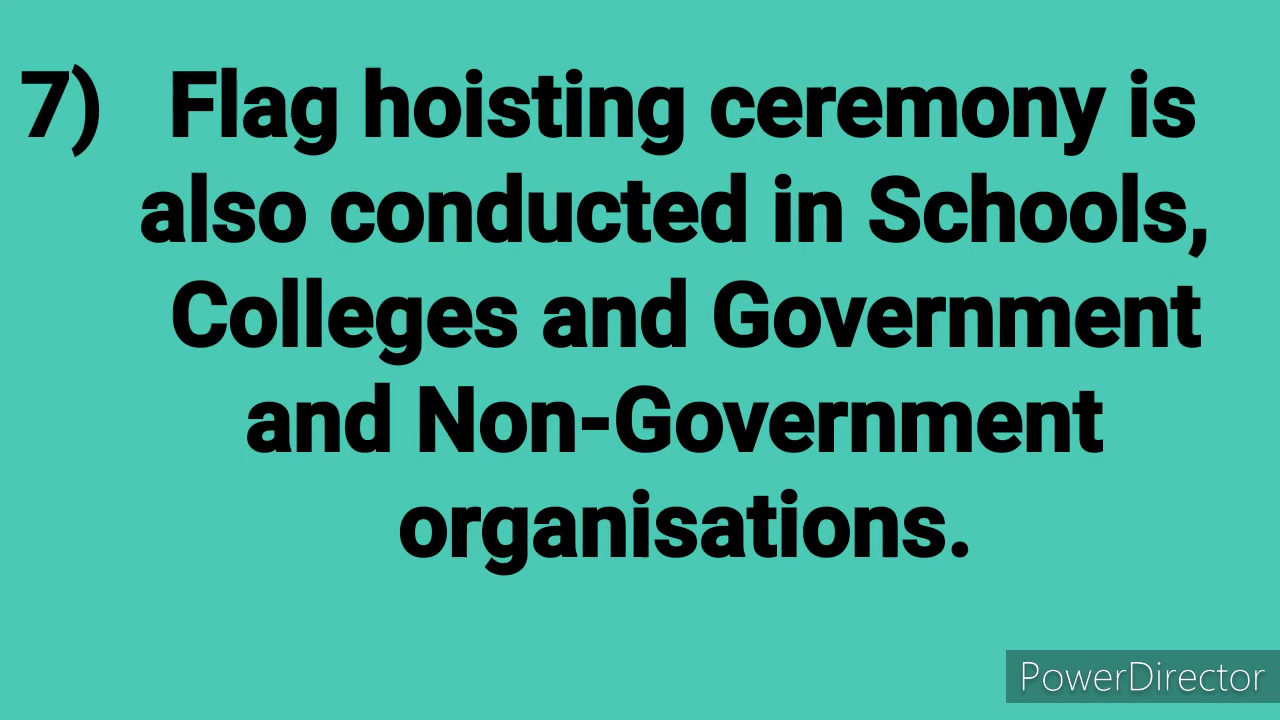 7) Flag hoisting ceremony is
also conducted in Schools,
Colleges and Government
and Non-Government
organisations.
PowerDirector